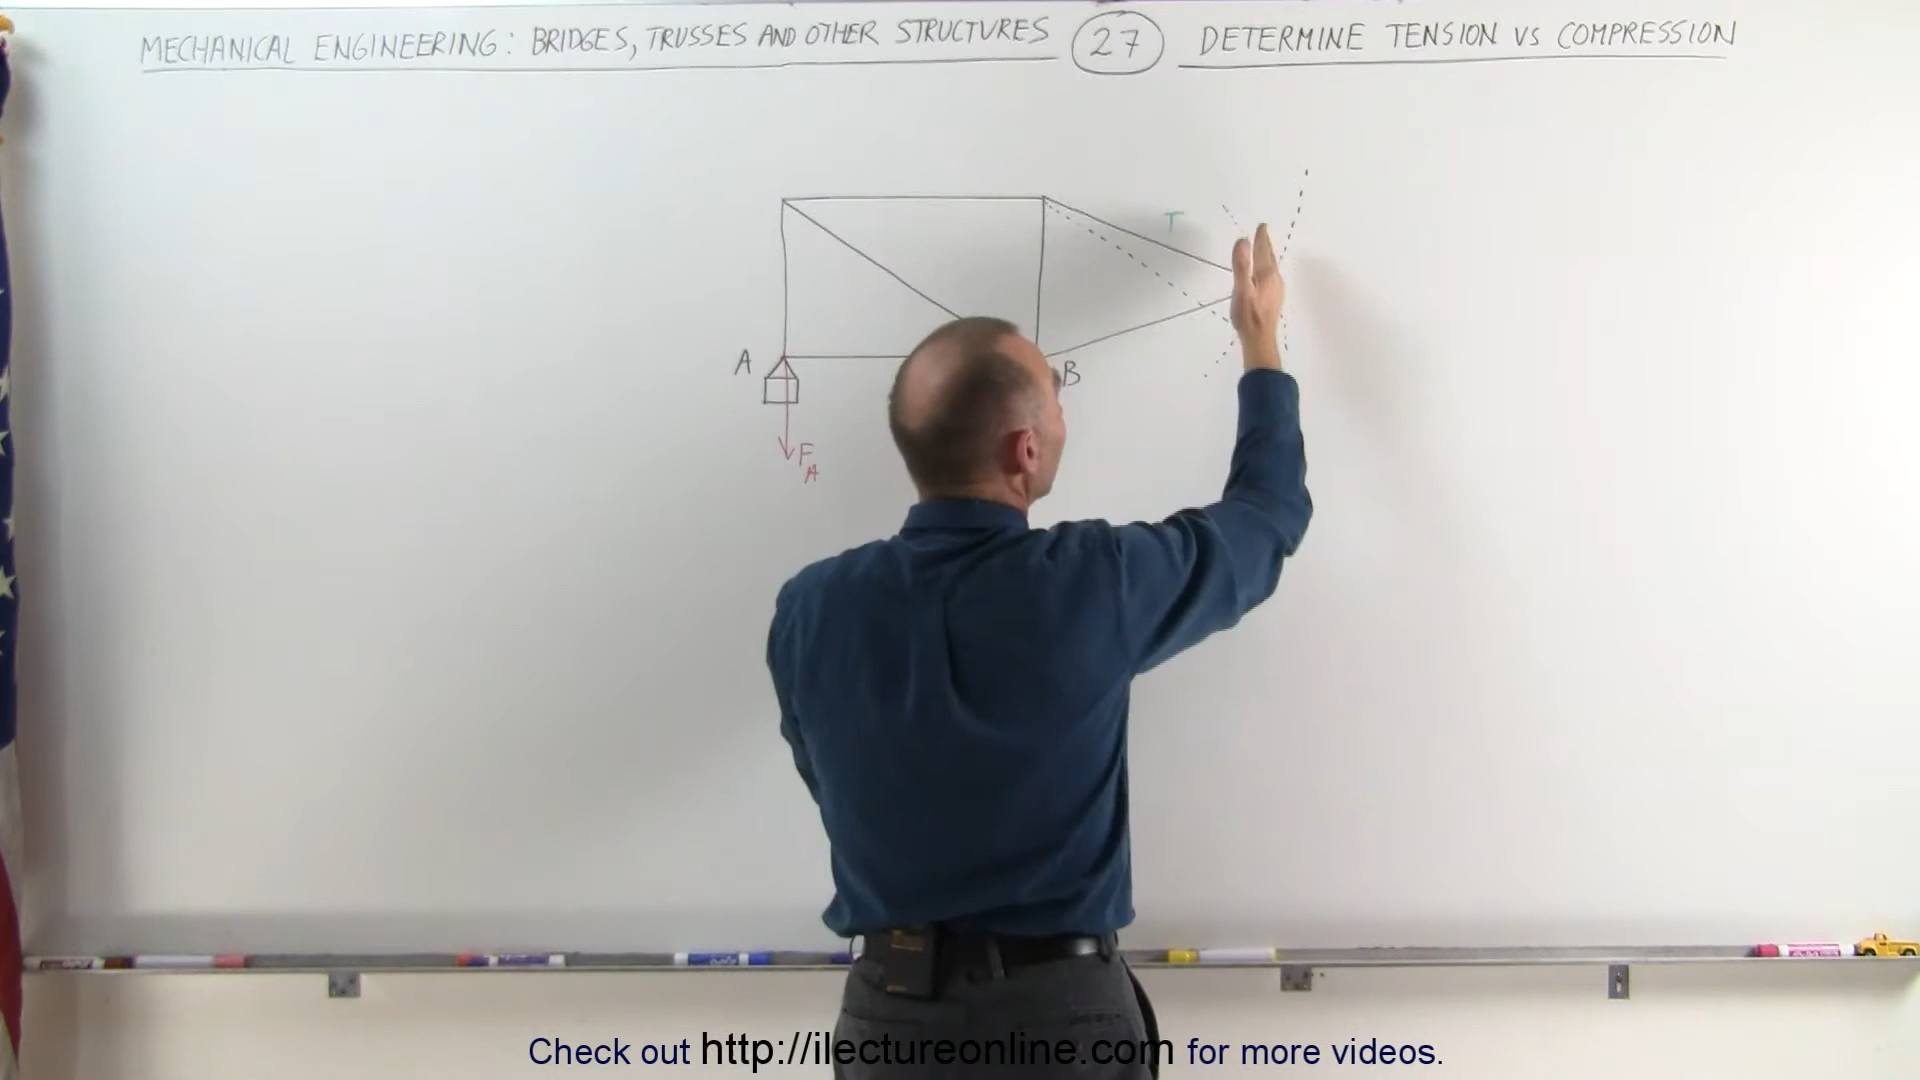 MECHANICAL ENGINEERING: BRIDGES, TRUSSES AND OTHER STRUCTURES 27 DETERMINE TENSION VS COMPRESSION
T
A
B
F
A
Check out http://ilectureonline.com for more videos.